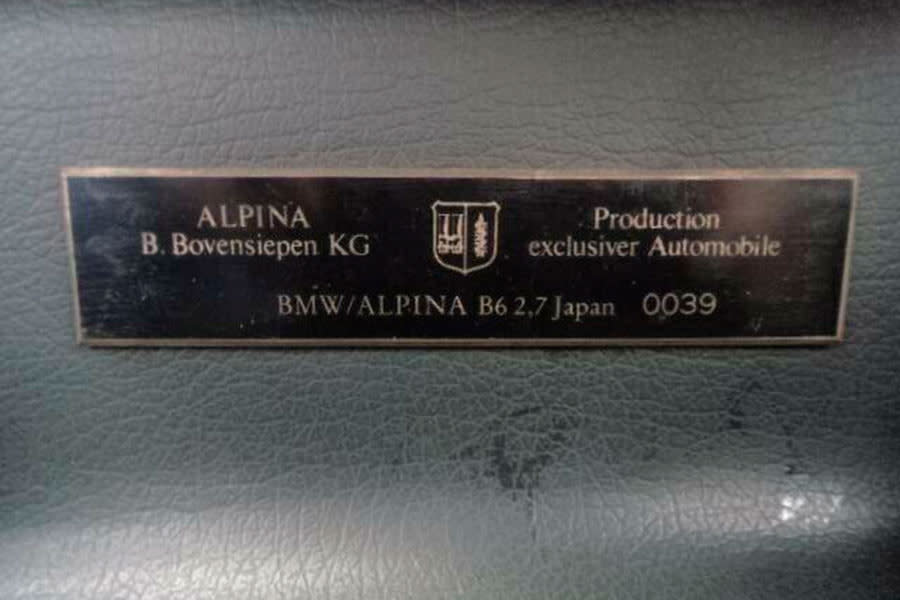 ALPINA
B. Bovensiepen KG
Production
exclusiver Automobile
BMW/ALPINA B6 2,7 Japan 0039